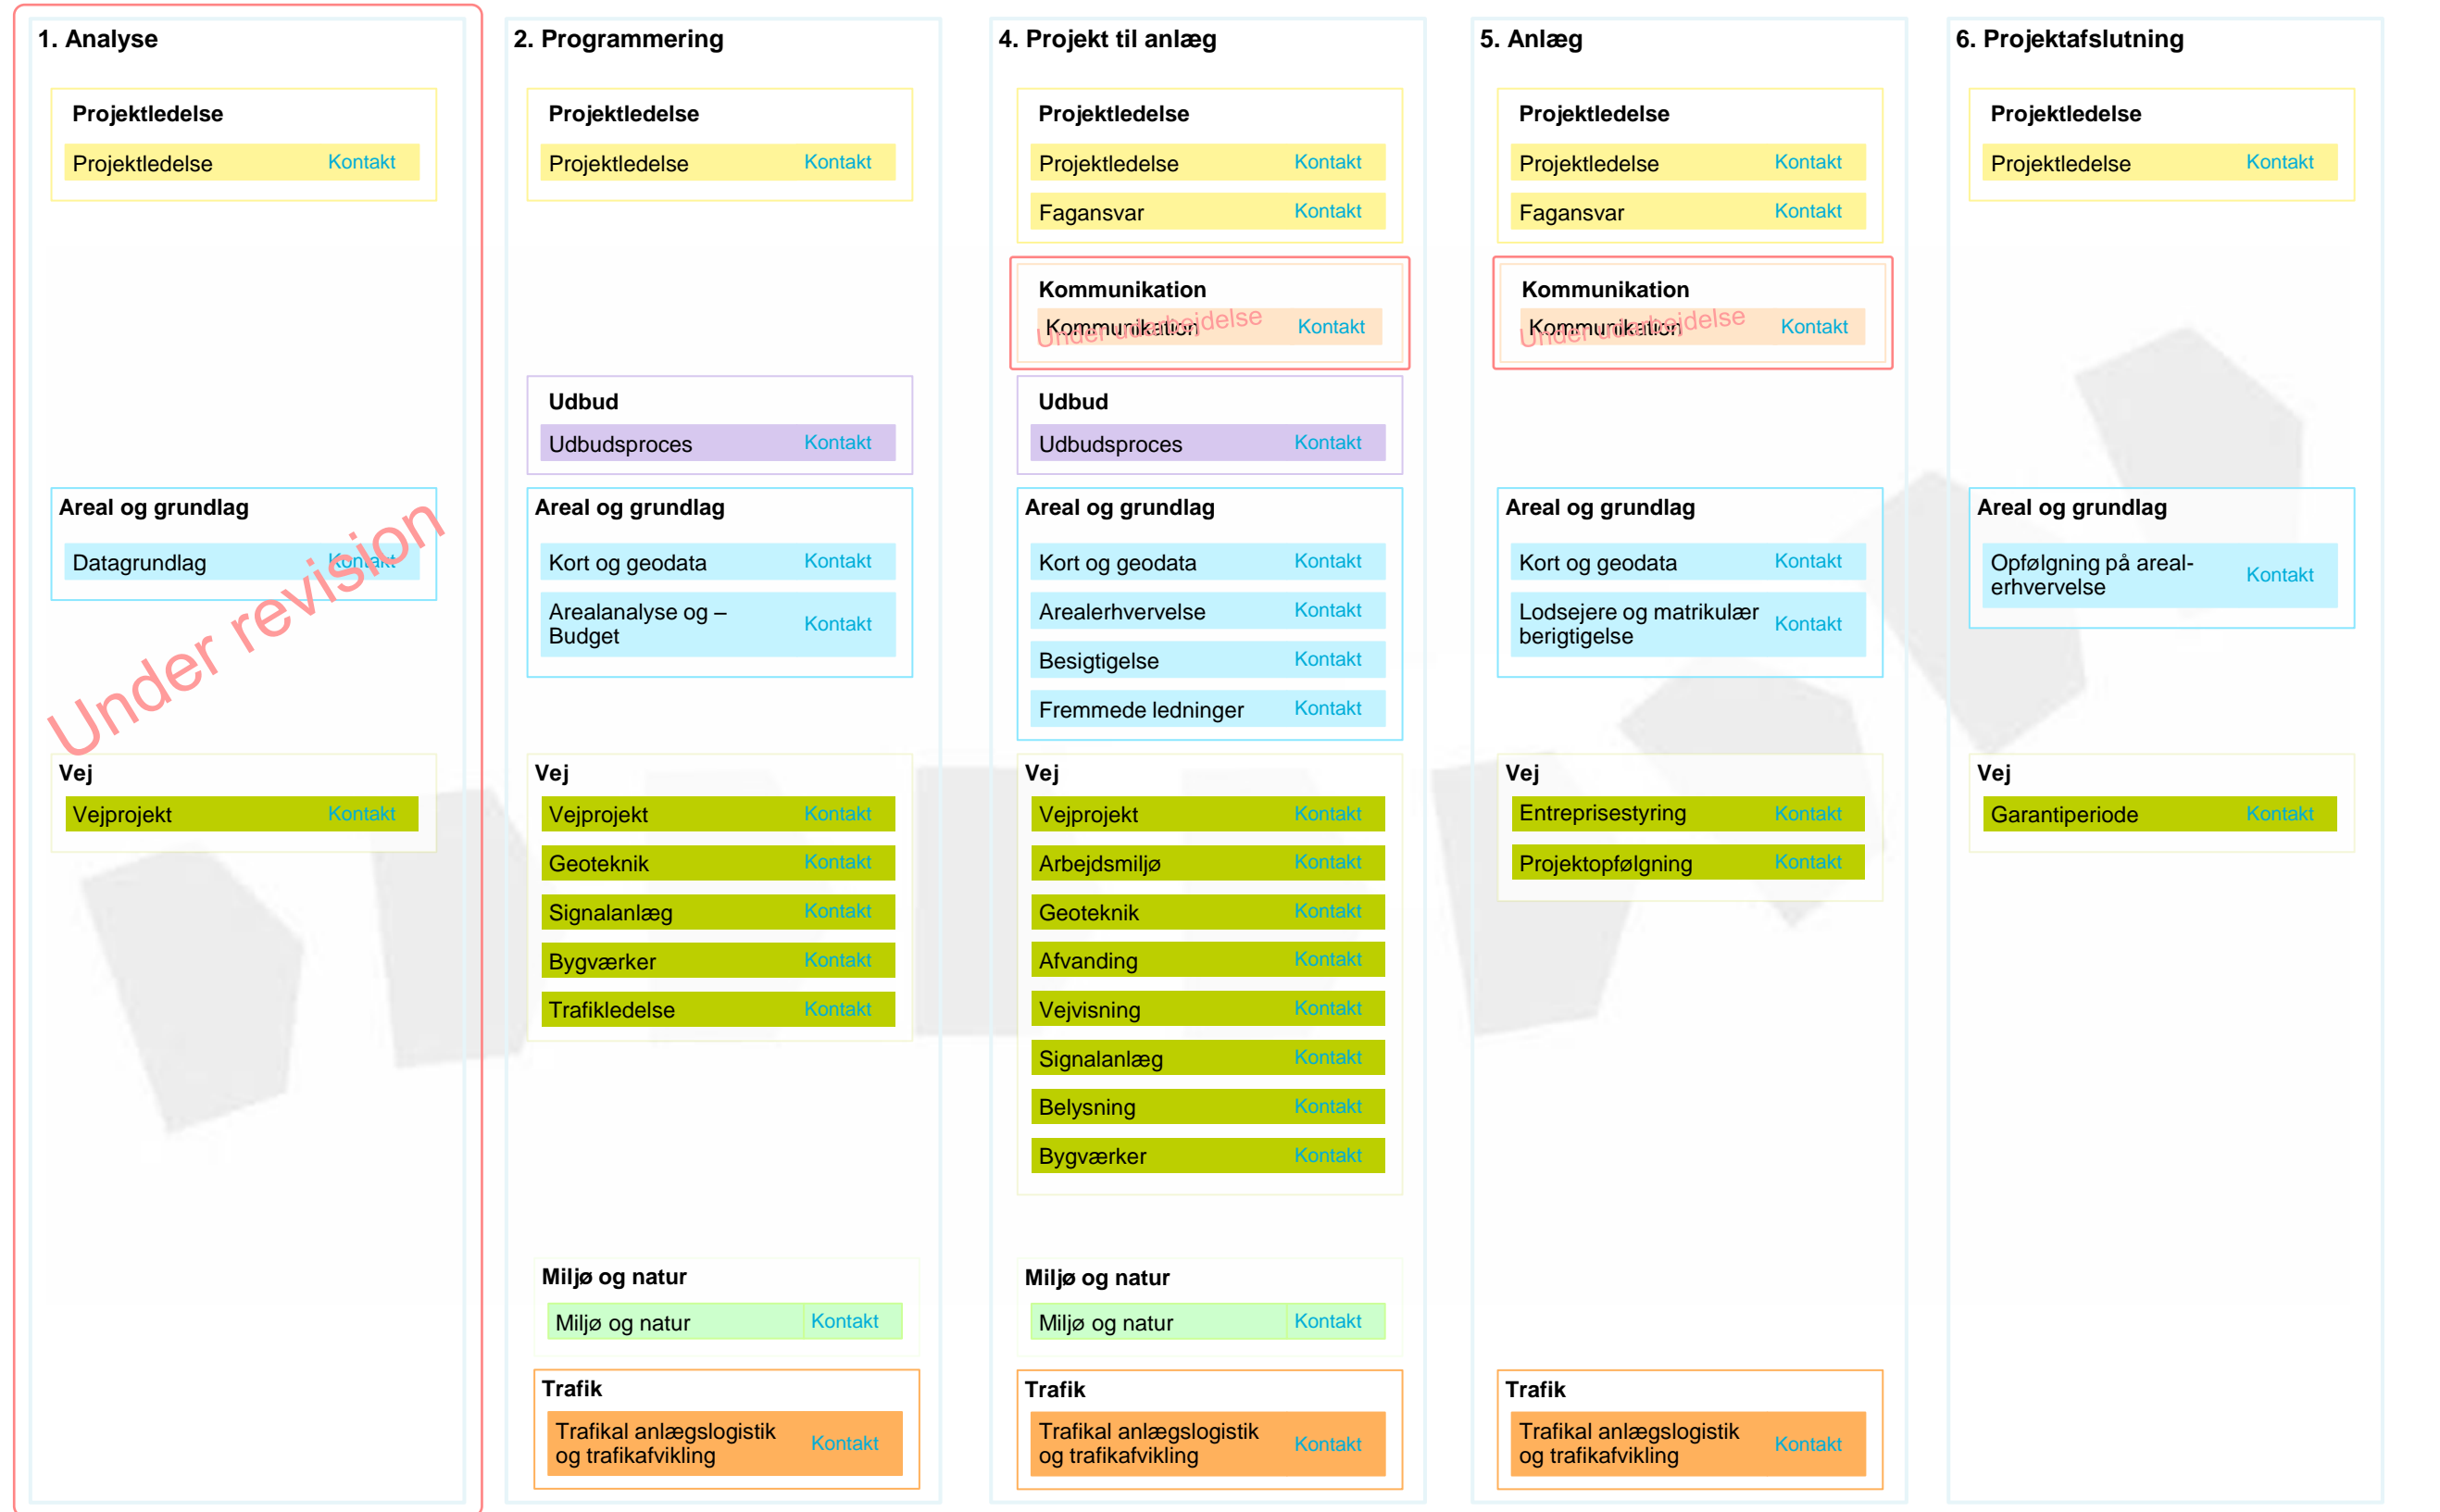 1. Analyse
Projektledelse
Projektledelse Kontakt
Areal og grundlag
Datagrundlag Kontakt
Under revision
Vej
Vejprojekt Kontakt
2. Programmering
Projektledelse
Projektledelse Kontakt
Udbud
Udbudsproces Kontakt
Areal og grundlag
Kort og geodata Kontakt
Arealanalyse og –
Budget Kontakt
Vej
Vejprojekt Kontakt
Geoteknik Kontakt
Signalanlæg Kontakt
Bygværker Kontakt
Trafikledelse Kontakt
Miljø og natur
Miljø og natur Kontakt
Trafik
Trafikal anlægslogistik
og trafikafvikling Kontakt
4. Projekt til anlæg
Projektledelse
Projektledelse Kontakt
Fagansvar Kontakt
Kommunikation
Kommunikation Kontakt
Under udarbejdelse
Udbud
Udbudsproces Kontakt
Areal og grundlag
Kort og geodata Kontakt
Arealerhvervelse Kontakt
Besigtigelse Kontakt
Fremmede ledninger Kontakt
Vej
Vejprojekt Kontakt
Arbejdsmiljø Kontakt
Geoteknik Kontakt
Afvanding Kontakt
Vejvisning Kontakt
Signalanlæg Kontakt
Belysning Kontakt
Bygværker Kontakt
Miljø og natur
Miljø og natur Kontakt
Trafik
Trafikal anlægslogistik
og trafikafvikling Kontakt
5. Anlæg
Projektledelse
Projektledelse Kontakt
Fagansvar Kontakt
Kommunikation
Kommunikation Kontakt
Under udarbejdelse
Areal og grundlag
Kort og geodata Kontakt
Lodsejere og matrikulær
berigtigelse Kontakt
Vej
Entreprisestyring Kontakt
Projektopfølgning Kontakt
Trafik
Trafikal anlægslogistik
og trafikafvikling Kontakt
6. Projektafslutning
Projektledelse
Projektledelse Kontakt
Areal og grundlag
Opfølgning på areal-
erhvervelse Kontakt
Vej
Garantiperiode Kontakt